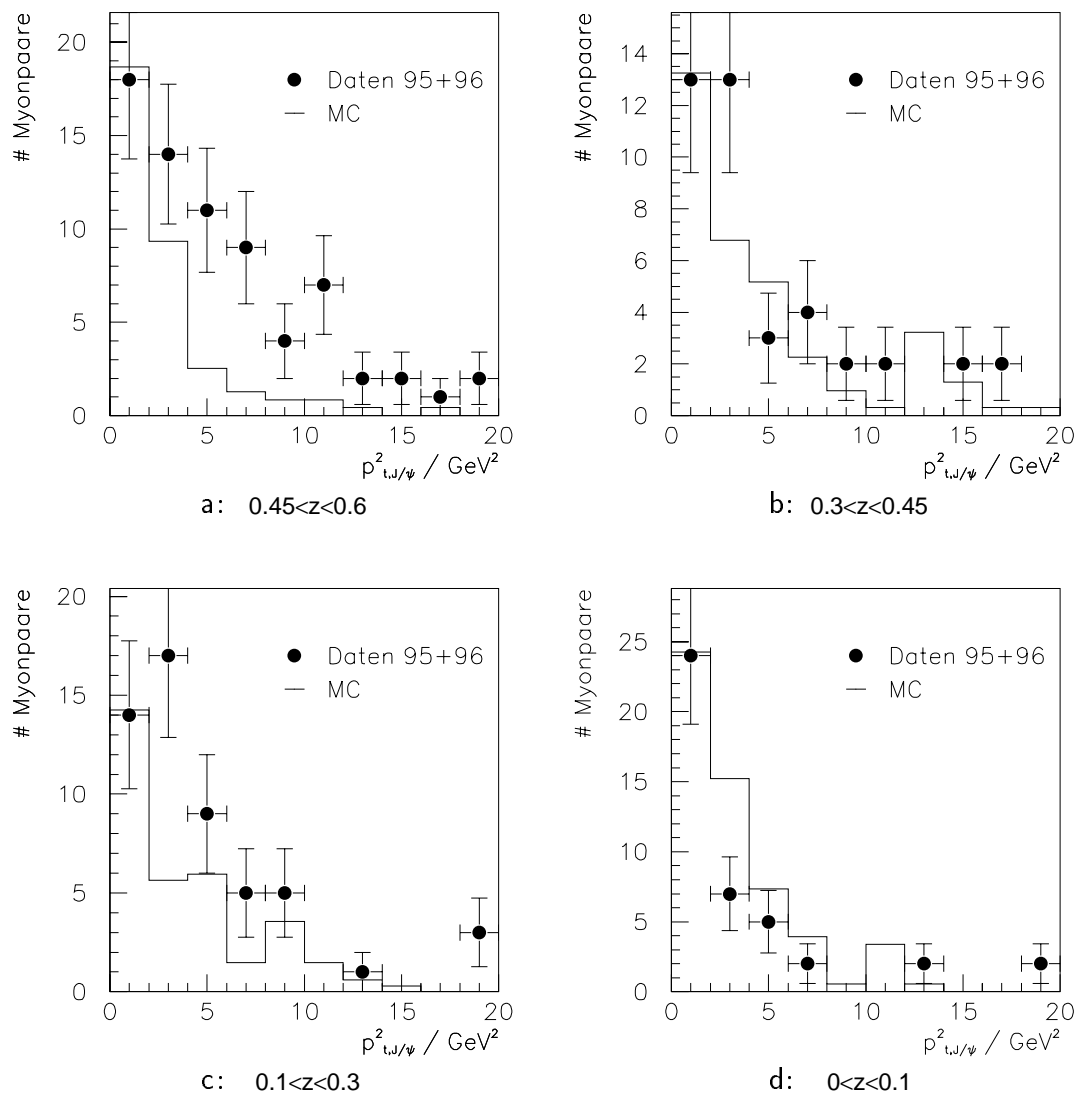 # Myonpaare
20
15
10
5
0
Daten 95+96
MC
0 5 10 15 20
p²t,J/ψ / GeV²
a: 0.45<z<0.6
# Myonpaare
14
12
10
8
6
4
2
0
Daten 95+96
MC
0 5 10 15 20
p²t,J/ψ / GeV²
b: 0.3<z<0.45
# Myonpaare
20
15
10
5
0
Daten 95+96
MC
0 5 10 15 20
p²t,J/ψ / GeV²
c: 0.1<z<0.3
# Myonpaare
25
20
15
10
5
0
Daten 95+96
MC
0 5 10 15 20
p²t,J/ψ / GeV²
d: 0<z<0.1